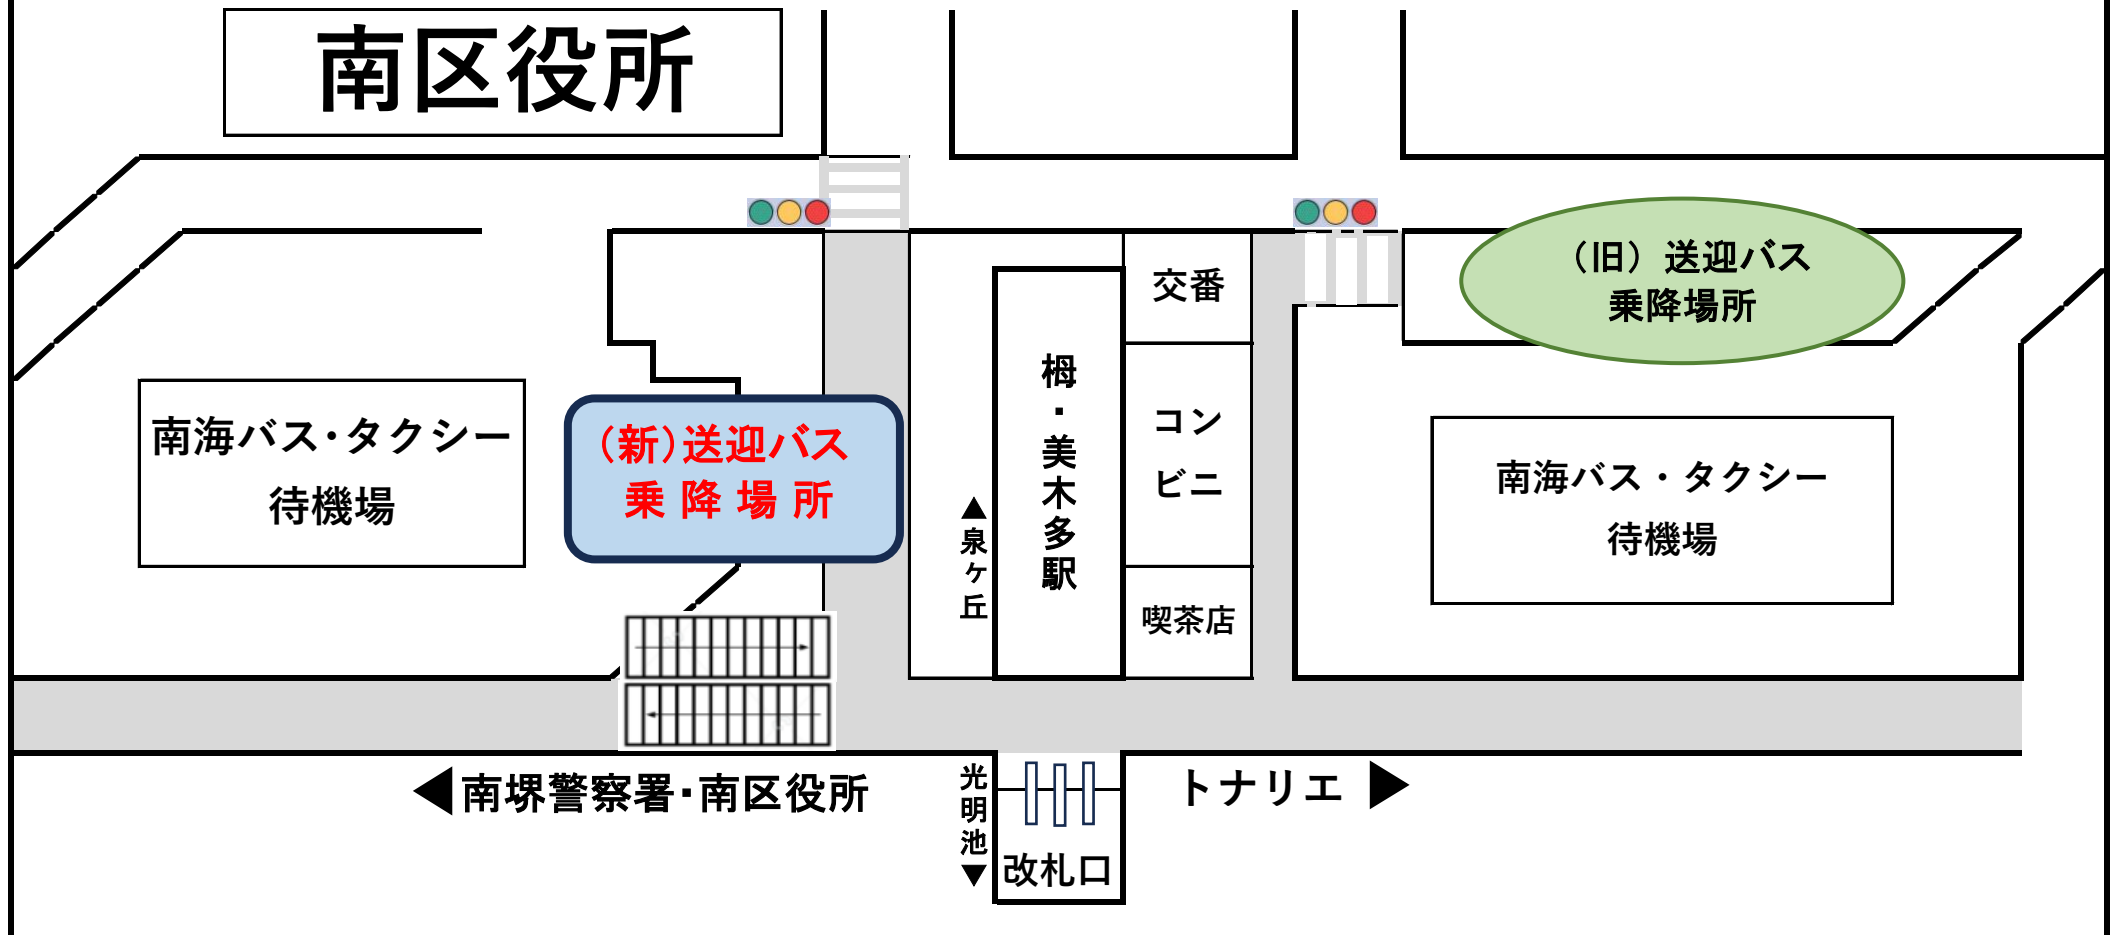 南区役所
(旧)送迎バス
乗降場所
交番
南海バス・タクシー
待機場
(新)送迎バス
乗降場所
栂・美木多駅
コン
ビニ
南海バス・タクシー
待機場
▲泉ヶ丘
喫茶店
◀南堺警察署・南区役所
光明池▼
トナリエ ▶
改札口